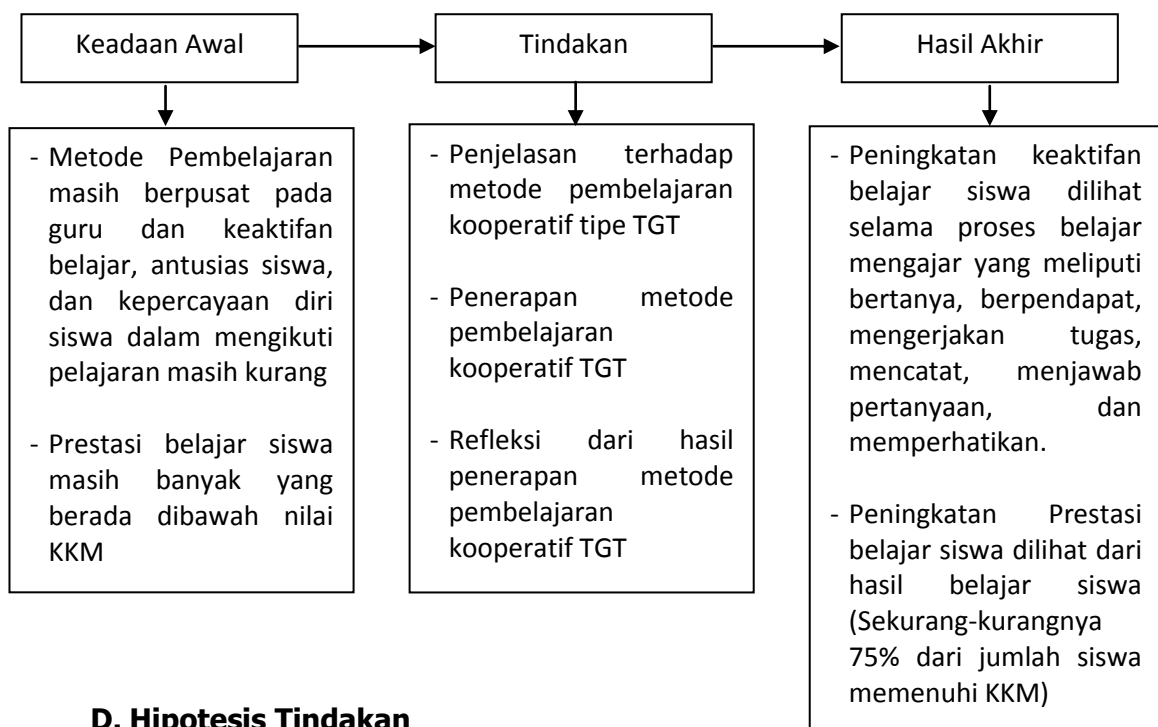 Keadaan Awal
Tindakan
Hasil Akhir
- Metode Pembelajaran
masih berpusat pada
guru dan keaktifan
belajar, antusias siswa,
dan kepercayaan diri
siswa dalam mengikuti
pelajaran masih kurang
- Prestasi belajar siswa
masih banyak yang
berada dibawah nilai
KKM
- Penjelasan terhadap
metode pembelajaran
kooperatif tipe TGT
- Penerapan metode
pembelajaran
kooperatif TGT
- Refleksi dari hasil
penerapan metode
pembelajaran
kooperatif TGT
- Peningkatan keaktifan
belajar siswa dilihat
selama proses belajar
mengajar yang meliputi
bertanya, berpendapat,
mengerjakan tugas,
mencatat, menjawab
pertanyaan, dan
memperhatikan.
- Peningkatan Prestasi
belajar siswa dilihat dari
hasil belajar siswa
(Sekurang-kurangnya
75% dari jumlah siswa
memenuhi KKM)
D. Hipotesis Tindakan